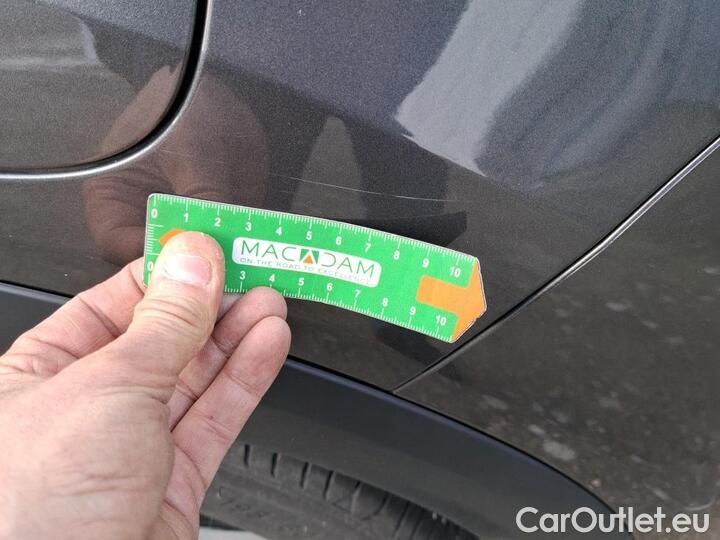 0 1 2 3 4 5 6 7 8 9 10
MACADAM
ON THE ROAD TO EXCELLENCE
0 3 4 5 6 7 8 9 10
CarOutlet.eu